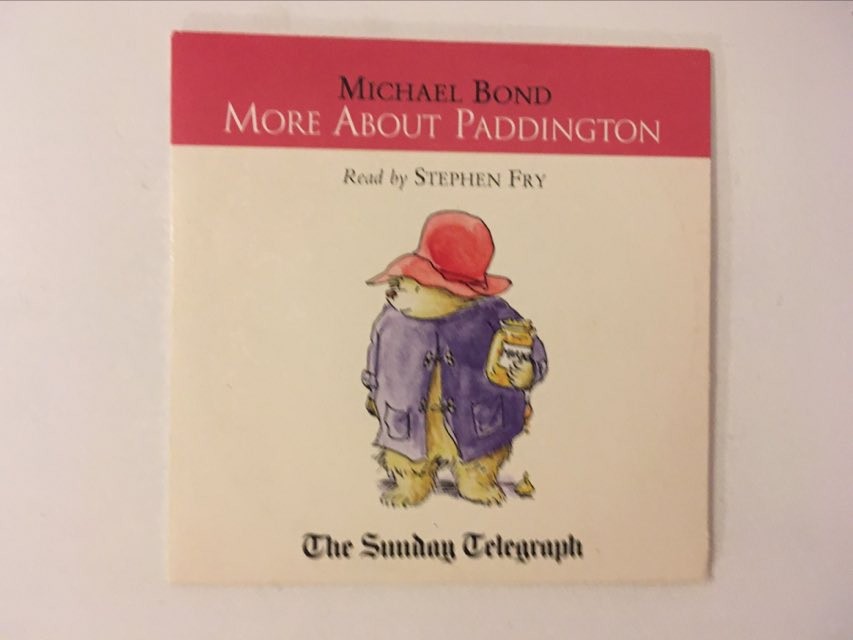 MICHAEL BOND
MORE ABOUT PADDINGTON
Read by STEPHEN FRY
The Sunday Telegraph